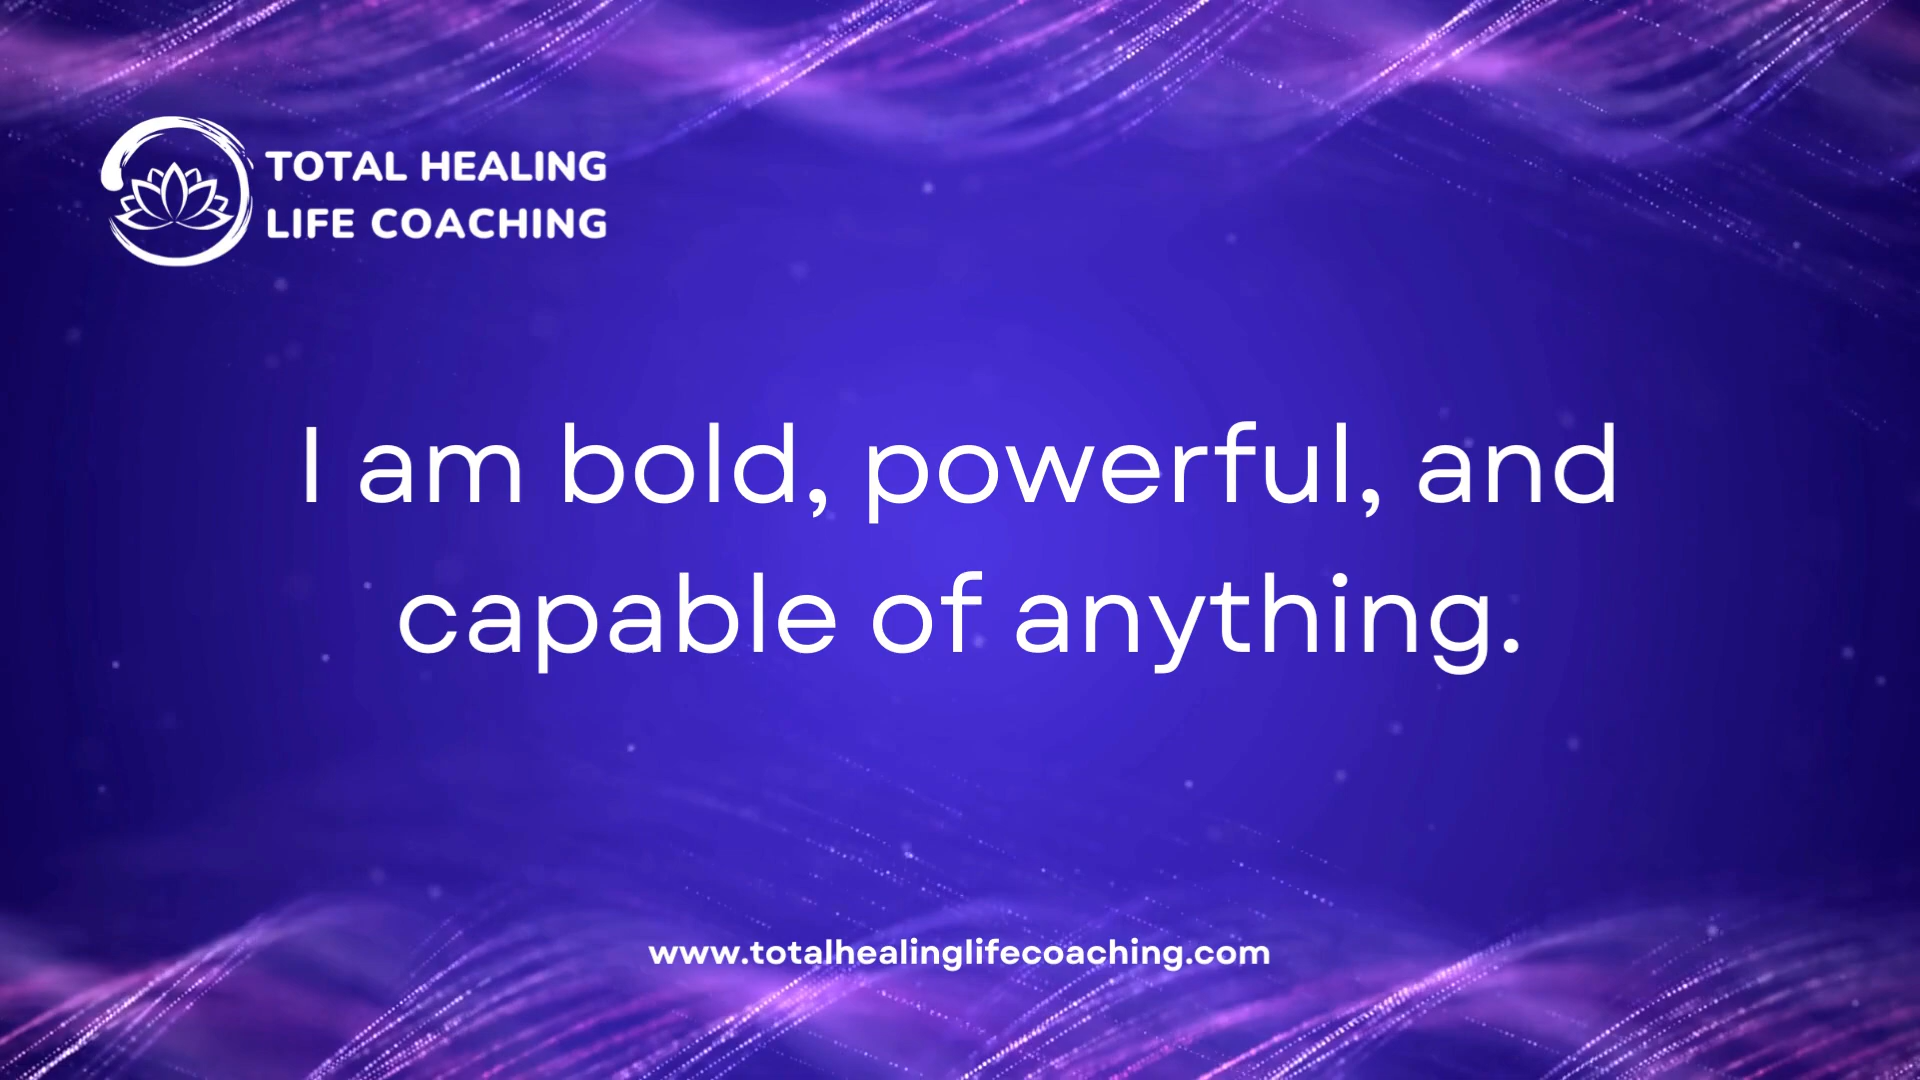 TOTAL HEALING
LIFE COACHING
I am bold, powerful, and
capable of anything.
www.totalhealinglifecoaching.com